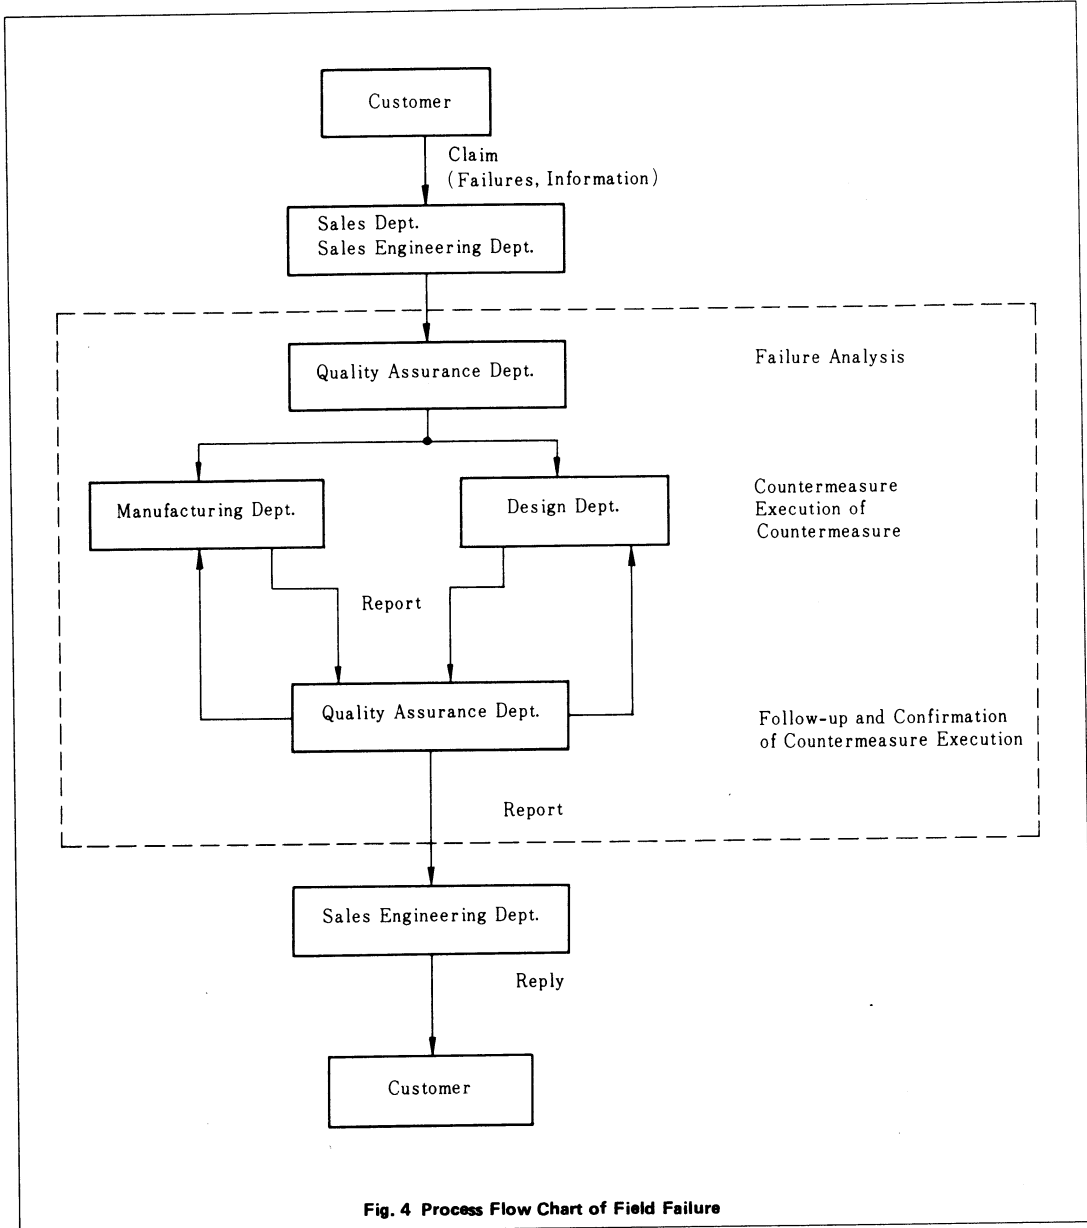 Customer
Claim
(Failures, Information)
Sales Dept.
Sales Engineering Dept.
Quality Assurance Dept.
Failure Analysis
Manufacturing Dept.
Design Dept.
Countermeasure
Execution of
Countermeasure
Report
Quality Assurance Dept.
Follow-up and Confirmation
of Countermeasure Execution
Report
Sales Engineering Dept.
Reply
Customer
Fig. 4 Process Flow Chart of Field Failure